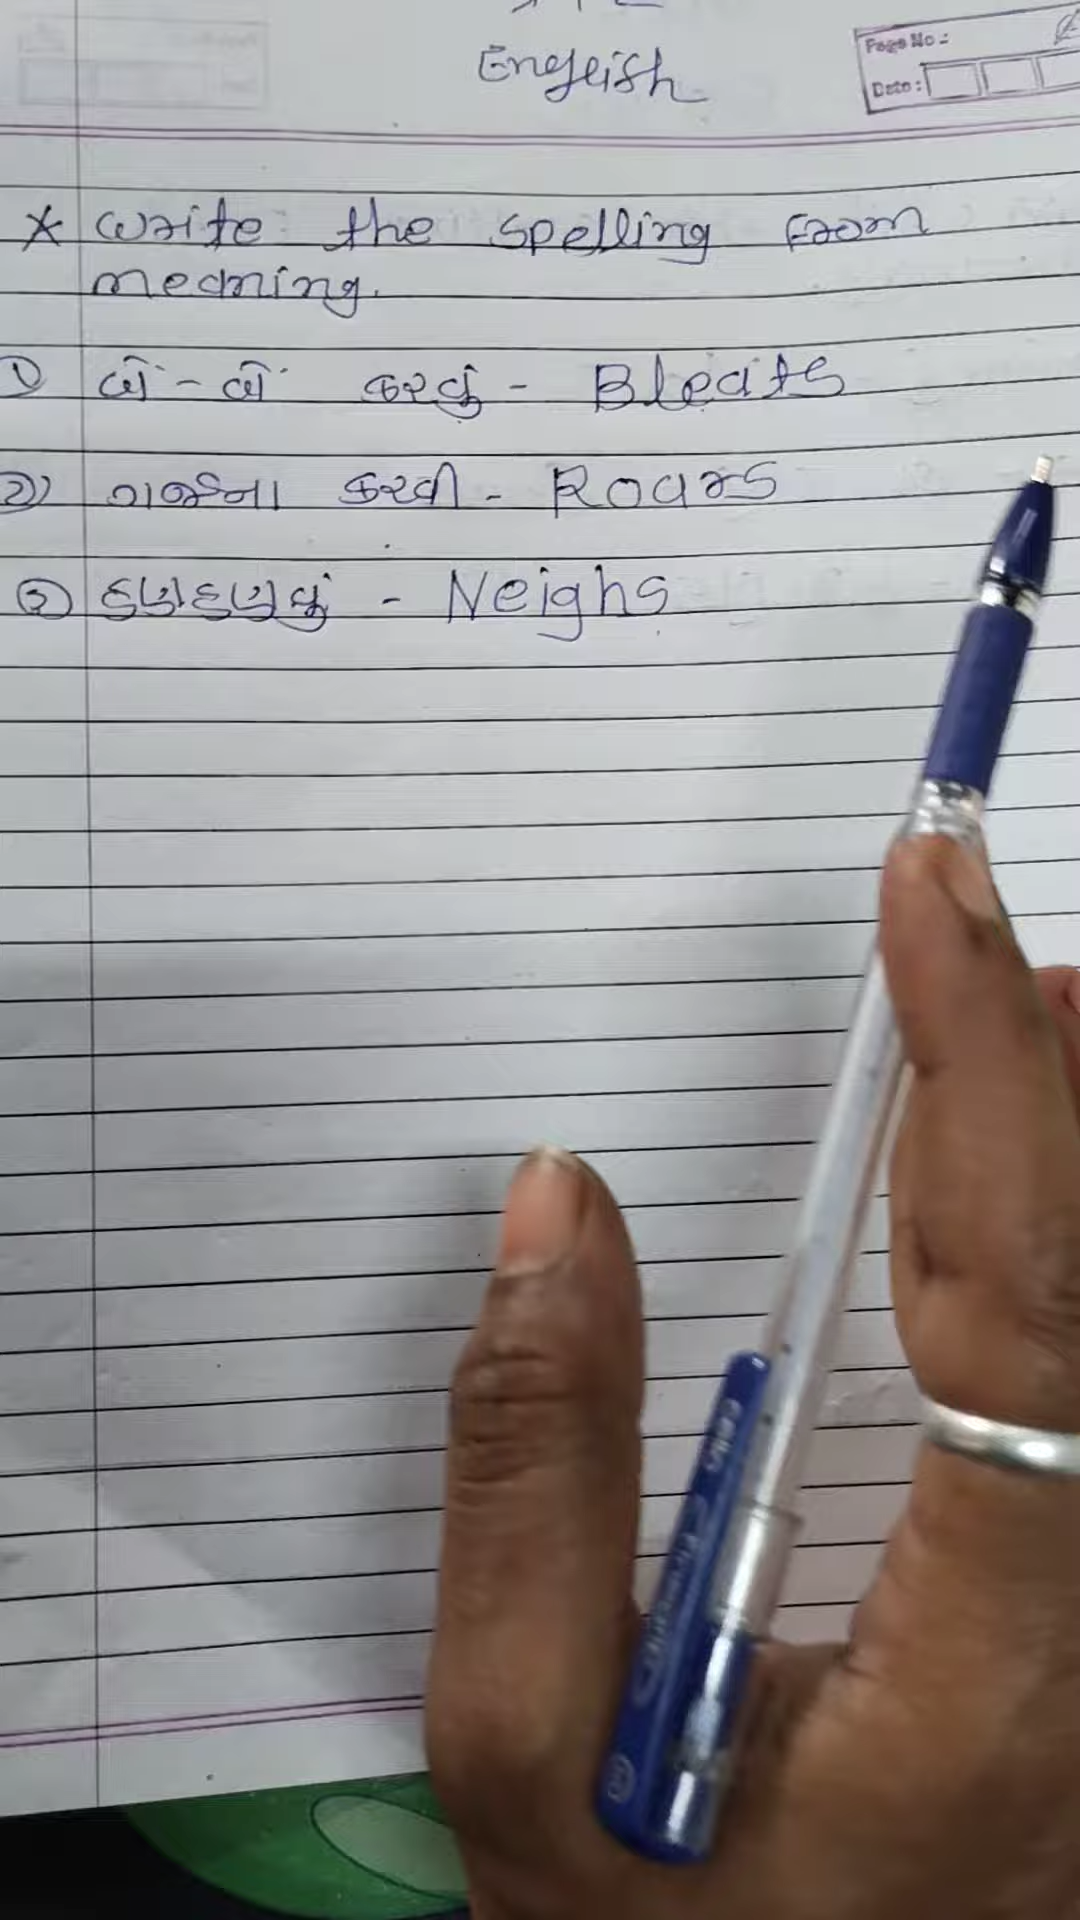 English
Page No :
Date :
* write the spelling from
meaning.
① બેં - બેં કરવું - Bleats
② ગર્જના કરવી - Roars
③ હણહણવું - Neighs
cello